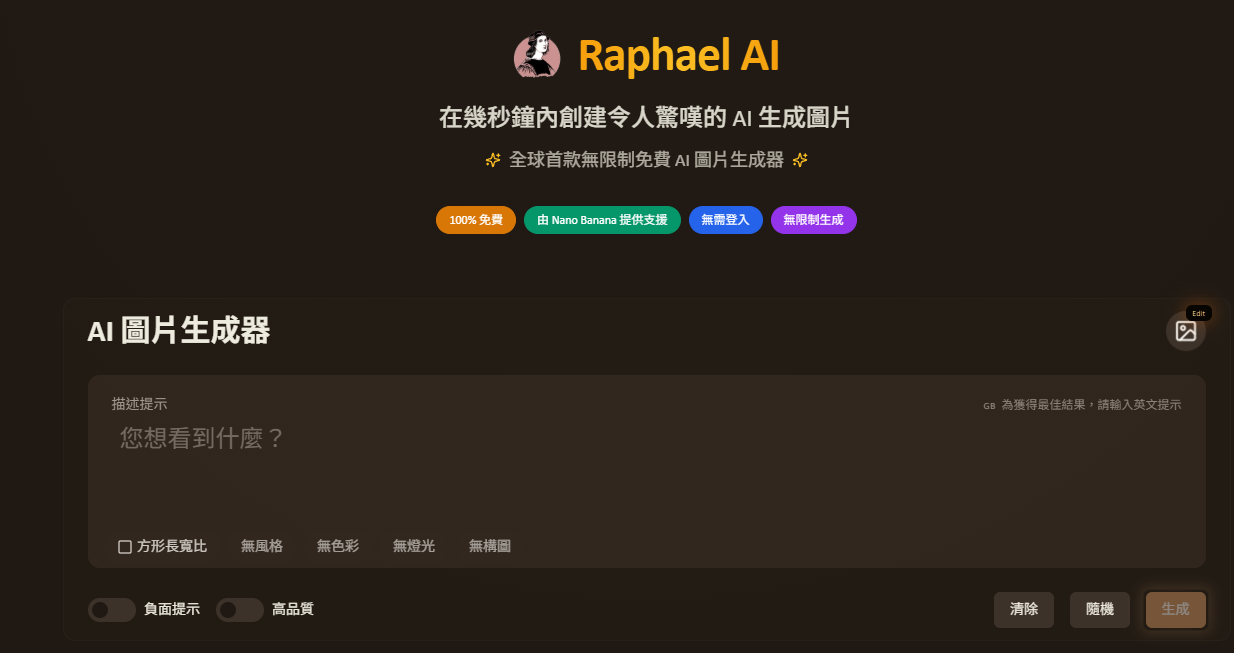 Raphael AI
在幾秒鐘內創建令人驚嘆的 AI 生成圖片
全球首款無限制免費 AI 圖片生成器
100% 免費 由 Nano Banana 提供支援 無需登入 無限制生成
AI 圖片生成器
Edit
描述提示
GB 為獲得最佳結果，請輸入英文提示
您想看到什麼？
方形長寬比 無風格 無色彩 無燈光 無構圖
負面提示 高品質 清除 隨機 生成